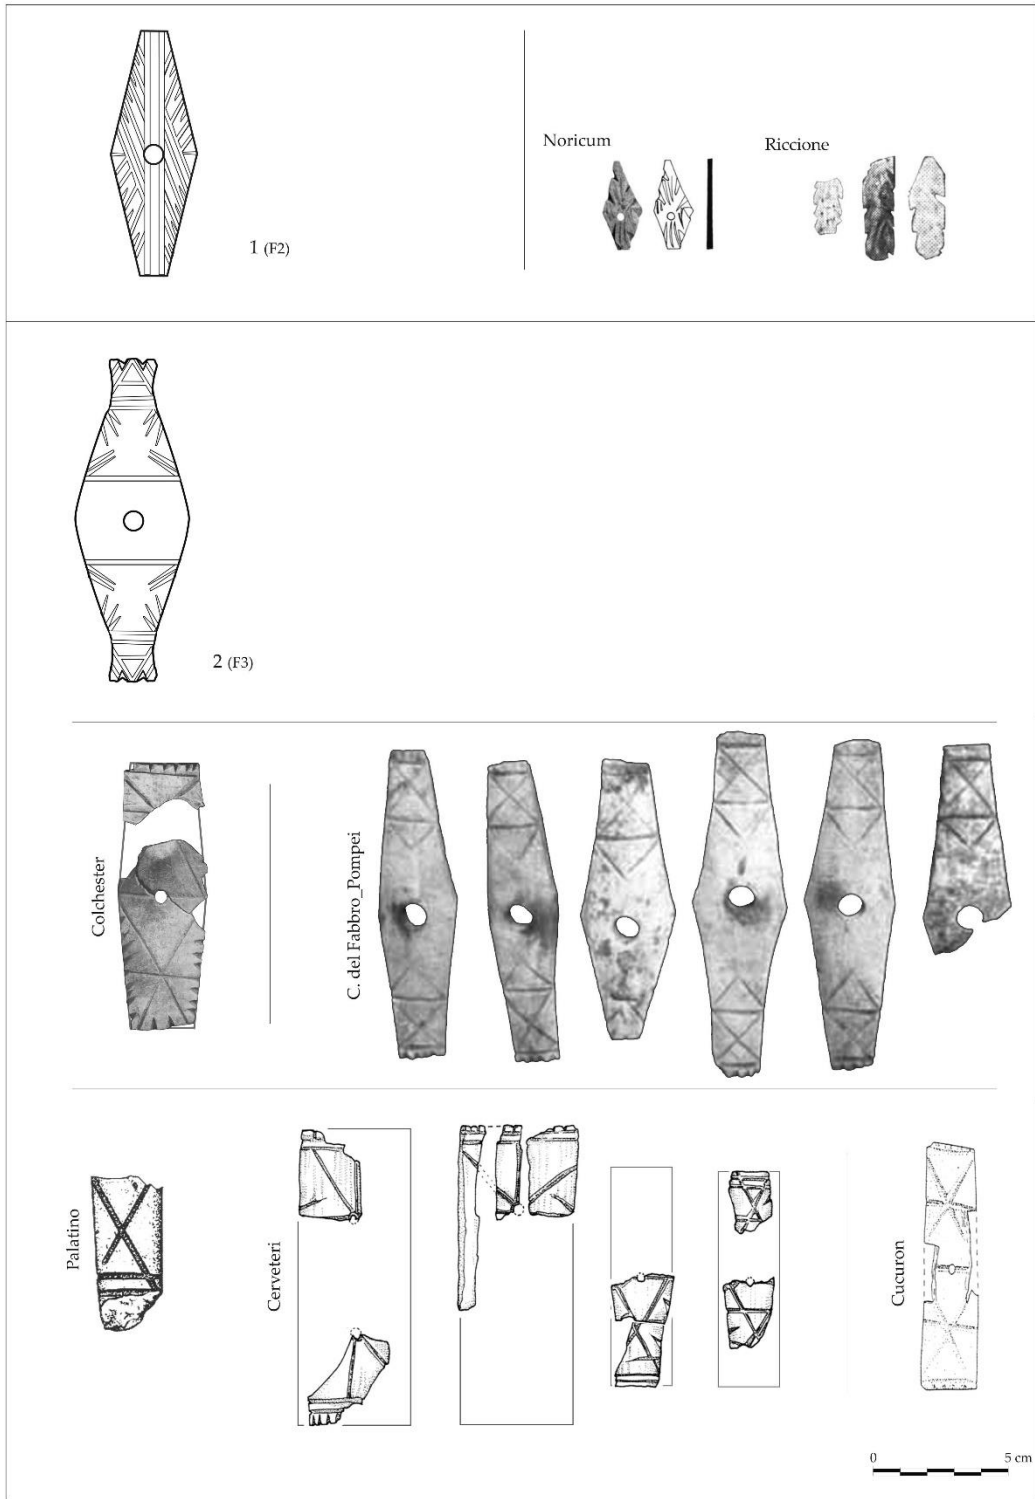 Noricum
Riccione
1 (F2)
2 (F3)
Colchester
C. del Fabbro_Pompei
Palatino
Cerveteri
Cucuron
0 5 cm